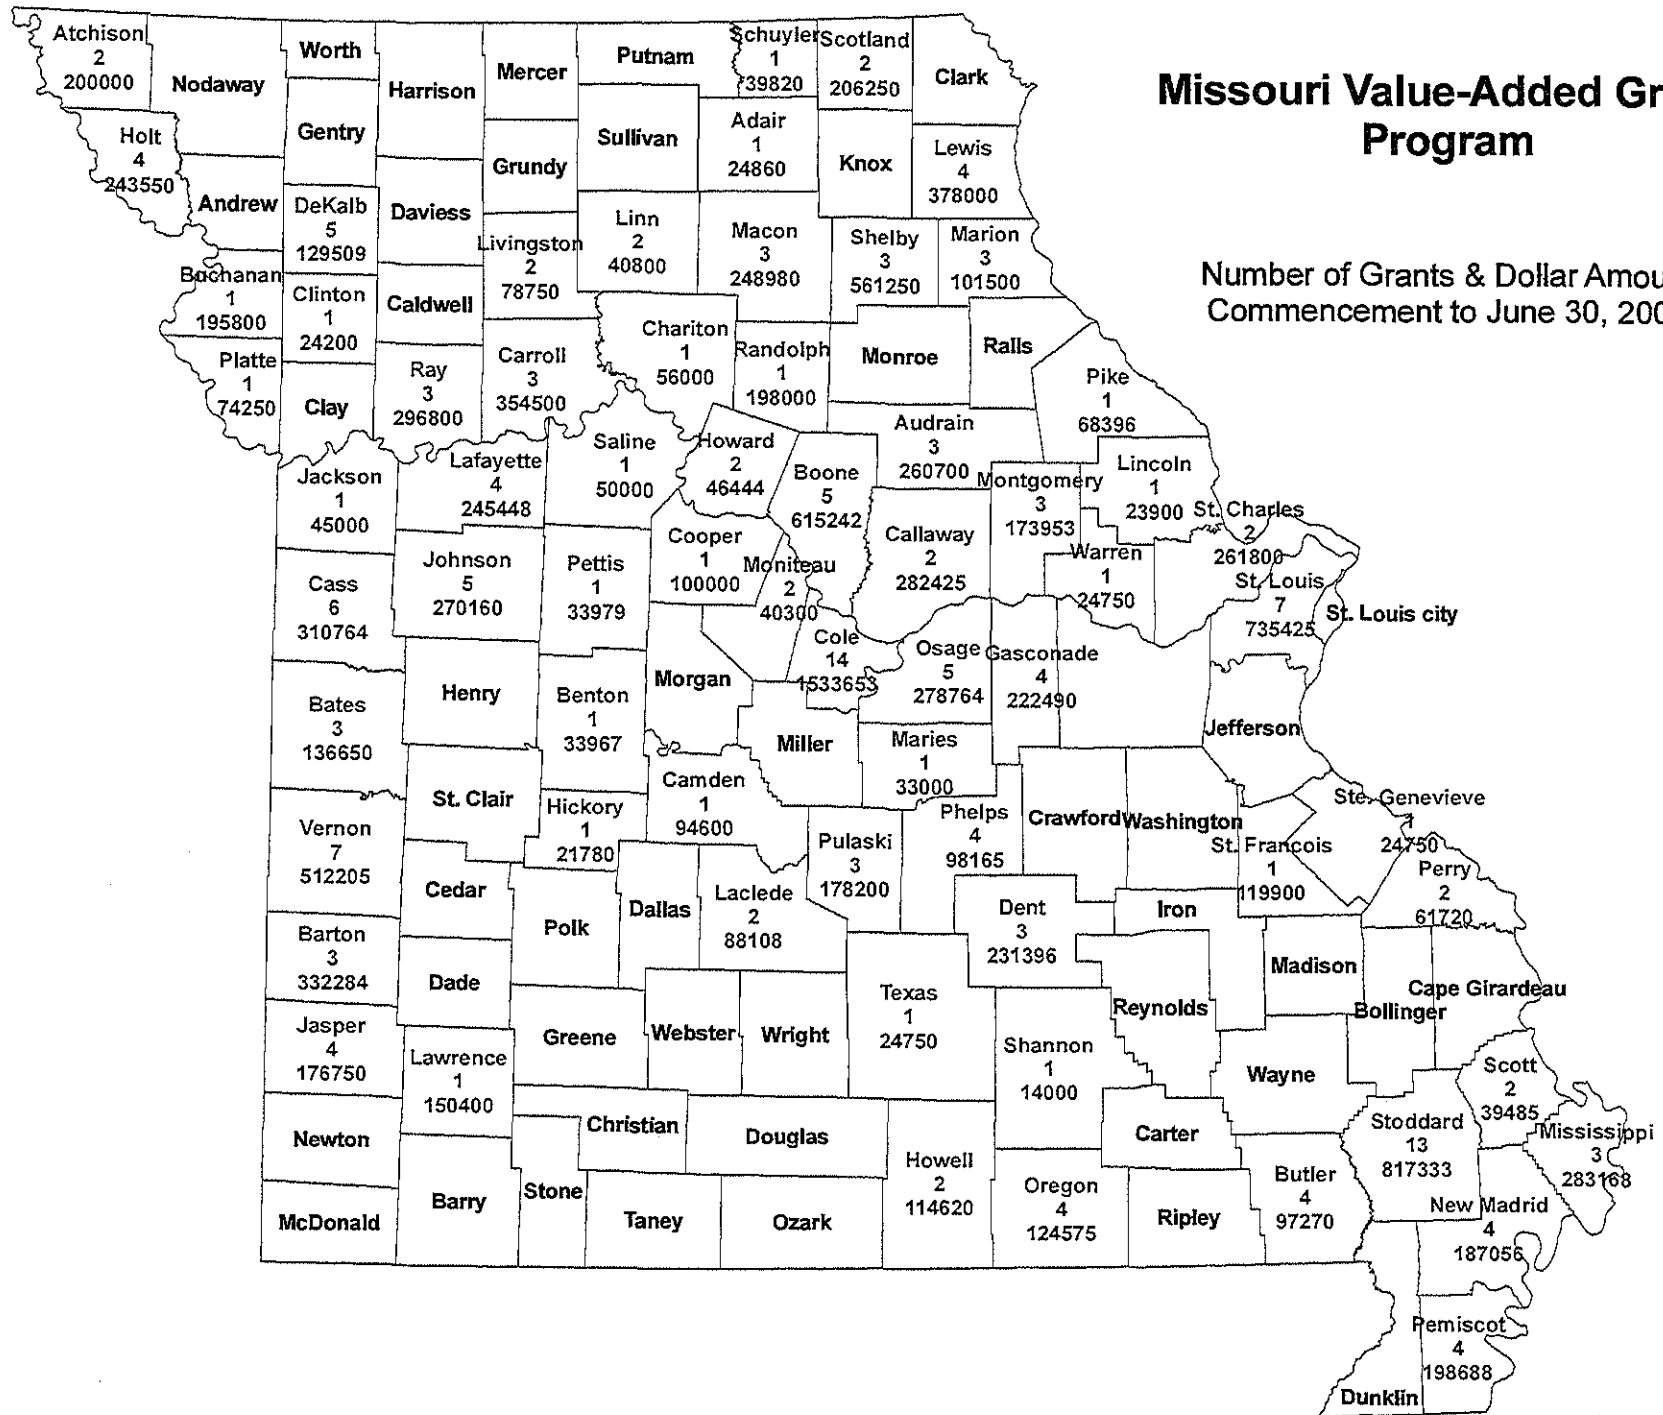 Missouri Value-Added Gr
Program
Number of Grants & Dollar Amou
Commencement to June 30, 200
Atchison
2
200000
Nodaway
Worth
Harrison
Mercer
Putnam
Schuyler
1
39820
Scotland
2
206250
Clark
Holt
4
243550
Gentry
Grundy
Sullivan
Adair
1
24860
Knox
Lewis
4
378000
Andrew
DeKalb
5
129509
Daviess
Livingston
2
78750
Linn
2
40800
Macon
3
248980
Shelby
3
561250
Marion
3
101500
Buchanan
1
195800
Clinton
1
24200
Caldwell
Chariton
1
56000
Randolph
1
198000
Monroe
Ralls
Platte
1
74250
Clay
Ray
3
296800
Carroll
3
354500
Pike
1
68396
Audrain
3
260700
Jackson
1
45000
Lafayette
4
245448
Saline
1
50000
Howard
2
46444
Boone
5
615242
Montgomery
3
173953
Lincoln
1
23900
St. Charles
2
261800
Callaway
2
282425
Warren
1
24750
St. Louis
7
735425
St. Louis city
Cass
6
310764
Johnson
5
270160
Pettis
1
33979
Cooper
1
100000
Moniteau
2
40300
Cole
14
1533653
Osage
5
278764
Gasconade
4
222490
Bates
3
136650
Henry
Benton
1
33967
Morgan
Miller
Maries
1
33000
Jefferson
St. Clair
Hickory
1
21780
Camden
1
94600
Pulaski
3
178200
Phelps
4
98165
Crawford
Washington
Ste. Genevieve
1
24750
St. Francois
1
119900
Perry
2
61720
Vernon
7
512205
Cedar
Polk
Dallas
Laclede
2
88108
Dent
3
231396
Iron
Madison
Bollinger
Cape Girardeau
Barton
3
332284
Dade
Greene
Webster
Wright
Texas
1
24750
Shannon
1
14000
Reynolds
Wayne
Scott
2
39485
Jasper
4
176750
Lawrence
1
150400
Christian
Douglas
Howell
2
114620
Oregon
4
124575
Carter
Ripley
Butler
4
97270
Stoddard
13
817333
Mississippi
3
283168
New Madrid
4
187056
Newton
McDonald
Barry
Stone
Taney
Ozark
Pemiscot
4
198688
Dunklin